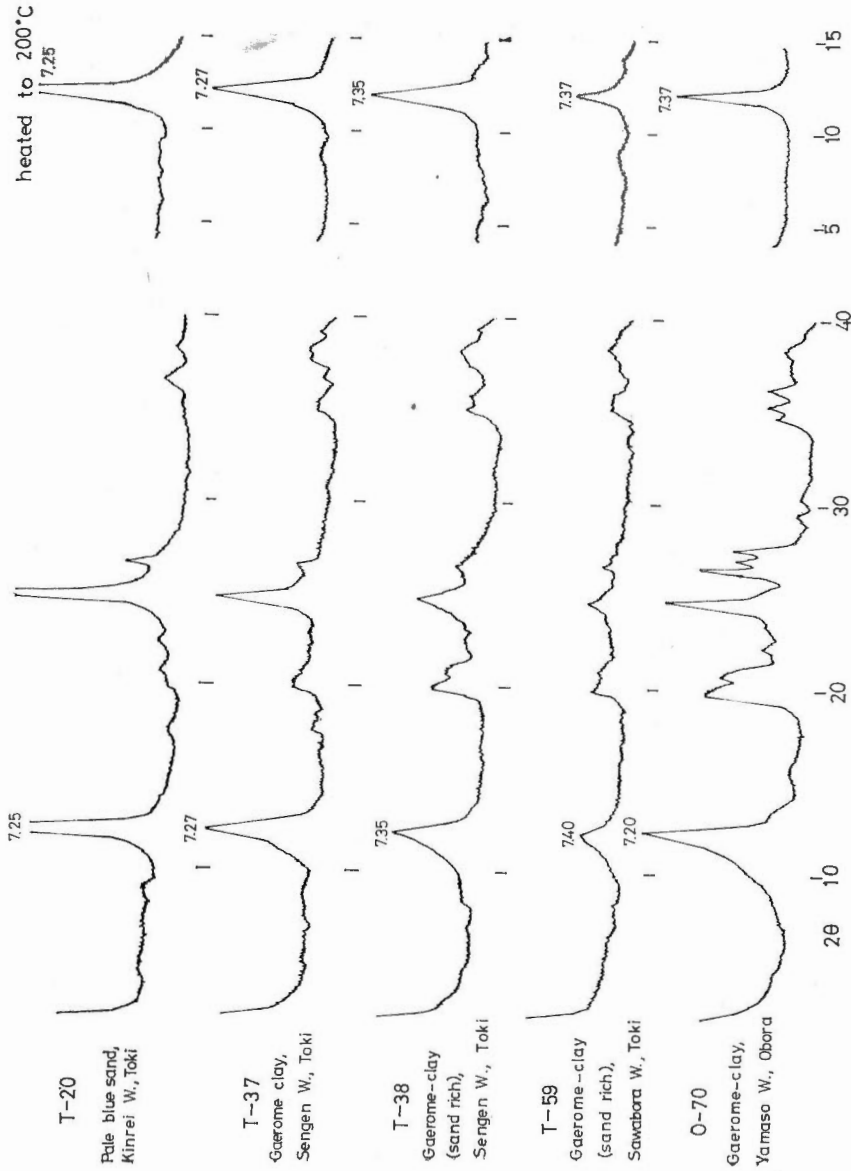 heated to 200°C
T-20
Pale blue sand,
Kinrei W., Toki
7.25
7.25
T-37
Gaerome clay,
Sengen W., Toki
7.27
7.27
T-38
Gaerome-clay
(sand rich),
Sengen W., Toki
7.35
7.35
T-59
Gaerome-clay
(sand rich),
Sawabora W., Toki
7.40
7.37
O-70
Gaerome-clay,
Yamaso W., Obora
7.20
7.37
2θ
10
20
30
40
5
10
15